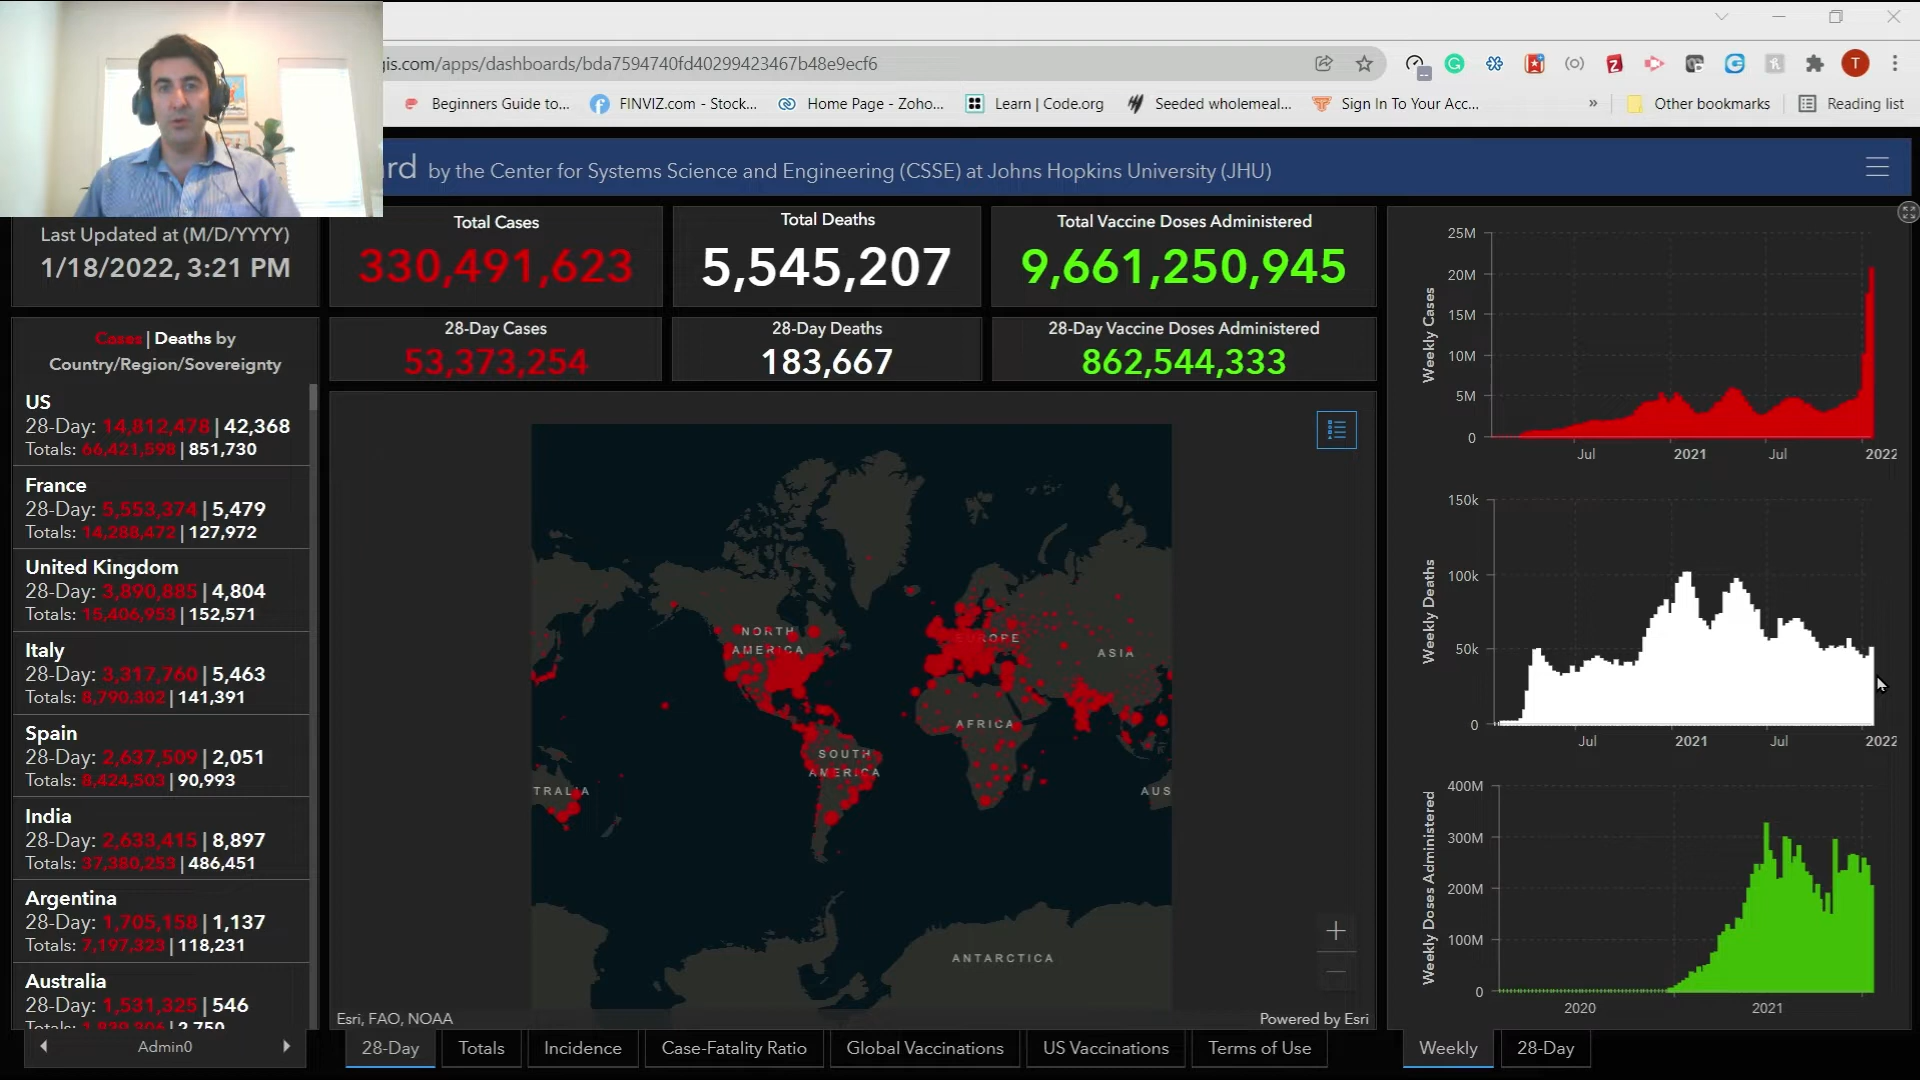 gis.com/apps/dashboards/bda7594740fd40299423467b48e9ecf6
T
Beginners Guide to...
FINVIZ.com - Stock...
Home Page - Zoho...
Learn | Code.org
Seeded wholemeal...
Sign In To Your Acc...
»
Other bookmarks
Reading list
rd by the Center for Systems Science and Engineering (CSSE) at Johns Hopkins University (JHU)
Last Updated at (M/D/YYYY)
1/18/2022, 3:21 PM
Total Cases
330,491,623
Total Deaths
5,545,207
Total Vaccine Doses Administered
9,661,250,945
28-Day Cases
53,373,254
28-Day Deaths
183,667
28-Day Vaccine Doses Administered
862,544,333
Cases | Deaths by
Country/Region/Sovereignty
US
28-Day: 14,812,478 | 42,368
Totals: 66,421,598 | 851,730
France
28-Day: 5,553,374 | 5,479
Totals: 14,288,472 | 127,972
United Kingdom
28-Day: 3,890,885 | 4,804
Totals: 15,406,953 | 152,571
Italy
28-Day: 3,317,760 | 5,463
Totals: 8,790,302 | 141,391
Spain
28-Day: 2,637,509 | 2,051
Totals: 8,424,503 | 90,993
India
28-Day: 2,633,415 | 8,897
Totals: 37,380,253 | 486,451
Argentina
28-Day: 1,705,158 | 1,137
Totals: 7,197,323 | 118,231
Australia
28-Day: 1,531,325 | 546
Totals: | 2,750
Admin0
NORTH
AMERICA
EUROPE
ASIA
AFRICA
SOUTH
AMERICA
TRALIA
AUS
ANTARCTICA
Esri, FAO, NOAA
Powered by Esri
28-Day
Totals
Incidence
Case-Fatality Ratio
Global Vaccinations
US Vaccinations
Terms of Use
Weekly Cases
25M
20M
15M
10M
5M
0
Jul
2021
Jul
2022
Weekly Deaths
150k
100k
50k
0
Jul
2021
Jul
2022
Weekly Doses Administered
400M
300M
200M
100M
0
2020
2021
Weekly
28-Day